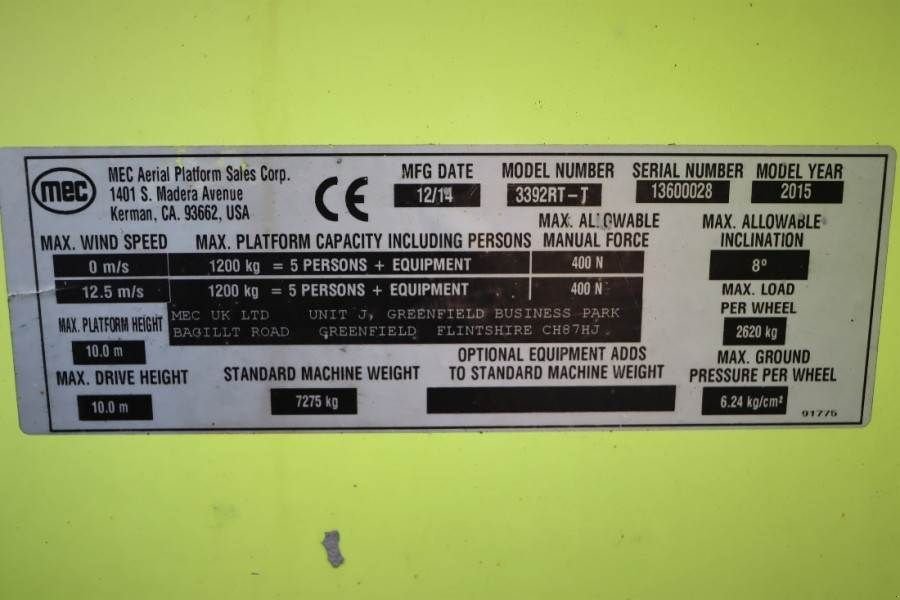 mec
MEC Aerial Platform Sales Corp.
1401 S. Madera Avenue
Kerman, CA. 93662, USA
CE
MFG DATE
12/14
MODEL NUMBER
3392RT-T
SERIAL NUMBER
13600028
MODEL YEAR
2015
MAX. WIND SPEED
MAX. PLATFORM CAPACITY INCLUDING PERSONS
MAX. ALLOWABLE
MANUAL FORCE
0 m/s
1200 kg = 5 PERSONS + EQUIPMENT
400 N
12.5 m/s
1200 kg = 5 PERSONS + EQUIPMENT
400 N
MAX. ALLOWABLE
INCLINATION
8º
MAX. PLATFORM HEIGHT
10.0 m
MEC UK LTD UNIT J, GREENFIELD BUSINESS PARK
BAGILLT ROAD GREENFIELD FLINTSHIRE CH87HJ
MAX. LOAD
PER WHEEL
2620 kg
MAX. DRIVE HEIGHT
10.0 m
STANDARD MACHINE WEIGHT
7275 kg
OPTIONAL EQUIPMENT ADDS
TO STANDARD MACHINE WEIGHT
MAX. GROUND
PRESSURE PER WHEEL
6.24 kg/cm²
91775